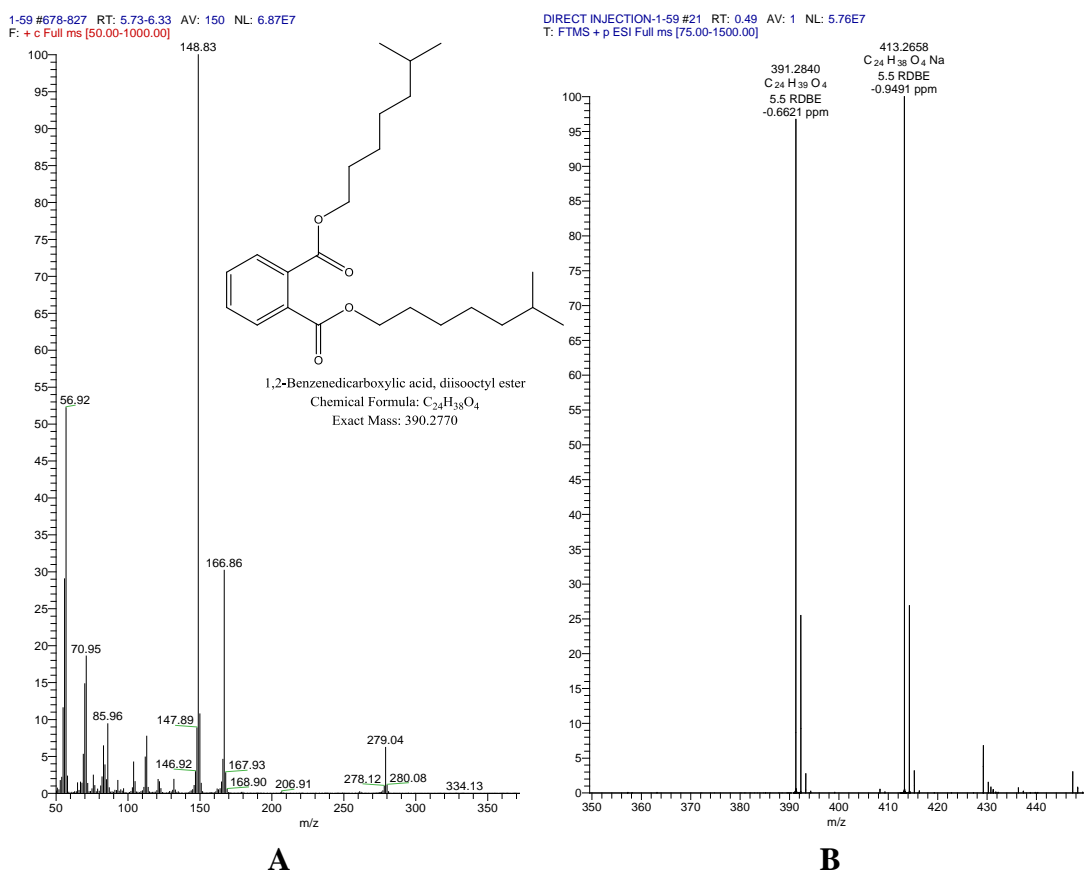 1-59 #678-827 RT: 5.73-6.33 AV: 150 NL: 6.87E7
F: + c Full ms [50.00-1000.00]
148.83
100
95
90
85
80
75
70
65
60
55
50
45
40
35
30
25
20
15
10
5
0
56.92
166.86
70.95
85.96
147.89
146.92
167.93
168.90
206.91
279.04
278.12
280.08
334.13
O
O
O
O
1,2-Benzenedicarboxylic acid, diisooctyl ester
Chemical Formula: C24H38O4
Exact Mass: 390.2770
50 100 150 200 250 300 350
m/z
A
DIRECT INJECTION-1-59 #21 RT: 0.49 AV: 1 NL: 5.76E7
T: FTMS + p ESI Full ms [75.00-1500.00]
413.2658
C24 H38 O4 Na
5.5 RDBE
-0.9491 ppm
391.2840
C24 H39 O4
5.5 RDBE
-0.6621 ppm
100
95
90
85
80
75
70
65
60
55
50
45
40
35
30
25
20
15
10
5
0
350 360 380 400 420 440
m/z
B